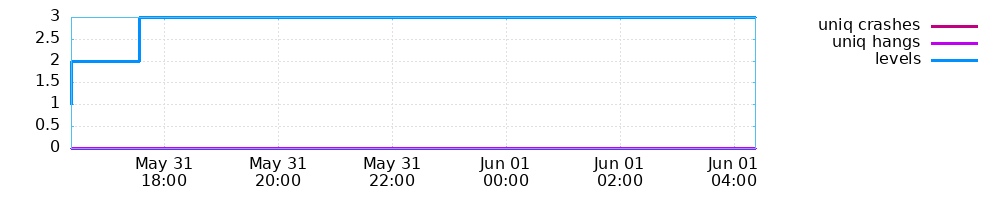 3
2.5
2
1.5
1
0.5
0
May 31
18:00
May 31
20:00
May 31
22:00
Jun 01
00:00
Jun 01
02:00
Jun 01
04:00
uniq crashes
uniq hangs
levels